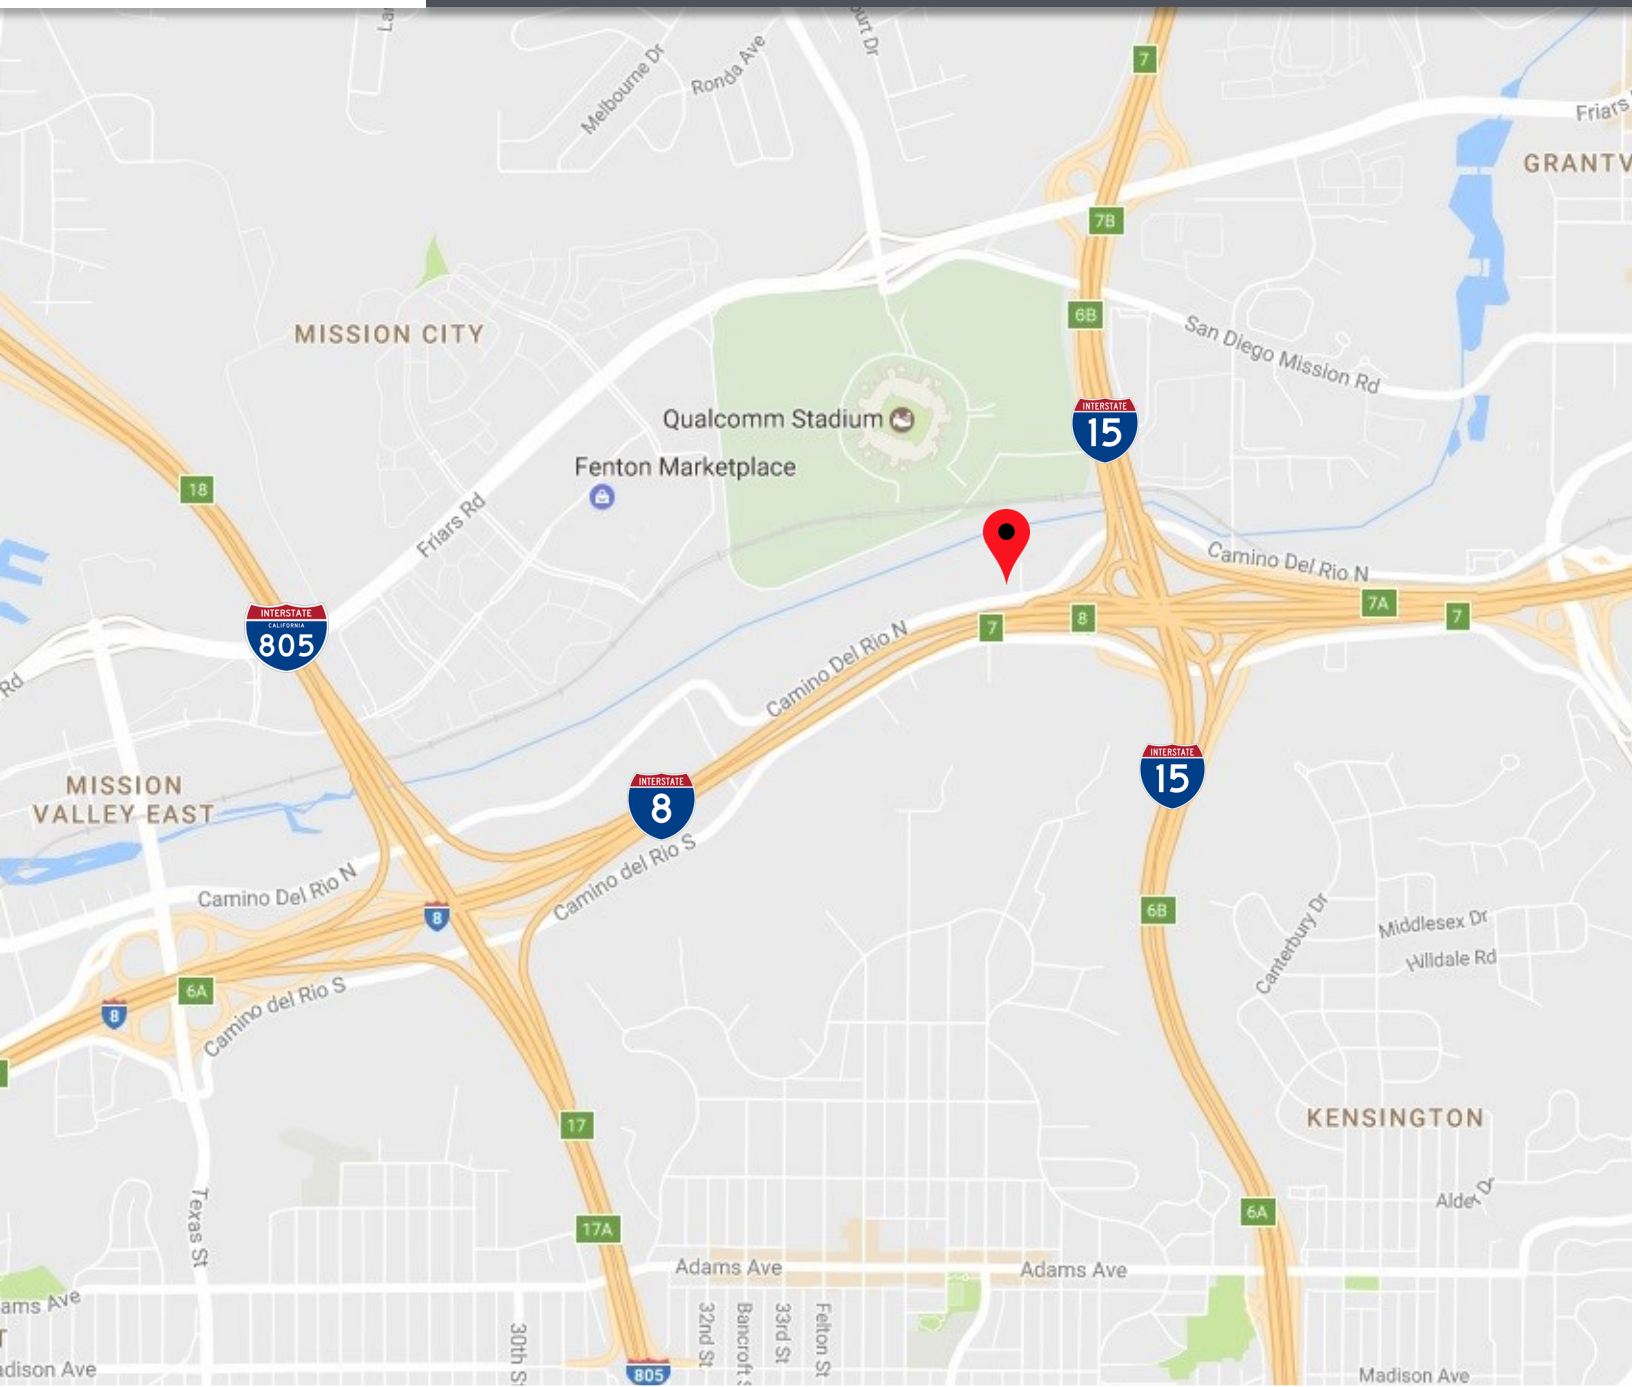 Melbourne Dr
Ronda Ave
7
Friars
GRANTV
7B
MISSION CITY
6B
San Diego Mission Rd
Qualcomm Stadium
INTERSTATE
15
Fenton Marketplace
18
Friars Rd
Camino Del Rio N
7A
7
8
7
INTERSTATE
CALIFORNIA
805
Rd
Camino Del Rio N
MISSION
VALLEY EAST
INTERSTATE
8
INTERSTATE
15
Camino del Rio S
Camino Del Rio N
8
6B
Canterbury Dr
Middlesex Dr
Hilldale Rd
6A
8
Camino del Rio S
17
KENSINGTON
Texas St
17A
Alder Dr
6A
Adams Ave
Adams Ave
ams Ave
30th S
32nd St
Bancroft S
33rd St
Felton St
T
adison Ave
805
Madison Ave